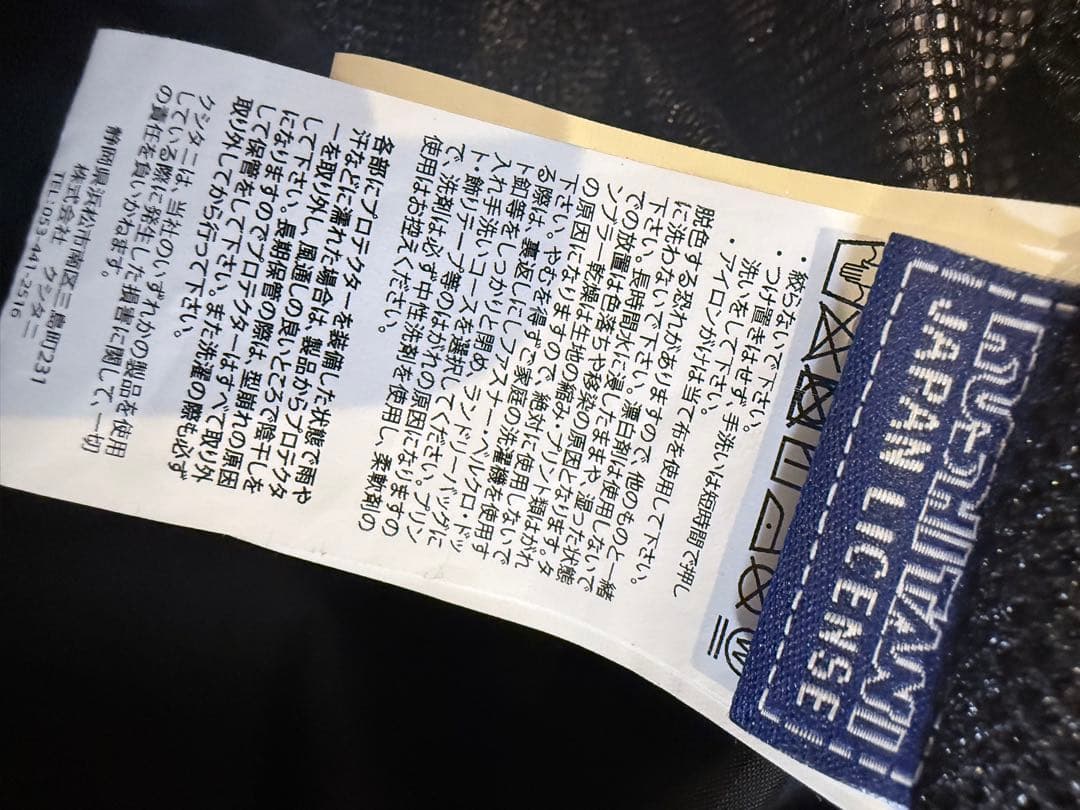 KUSHITANI
JAPAN LICENSE
W
・絞らないで下さい。
・つけ置きはせず、手洗いは短時間で押し
洗いをして下さい。
・アイロンがけは当て布を使用して下さい。
脱色する恐れがありますので、他のものと一緒
に洗わないで下さい。漂白剤は使用しないで
下さい。長時間水に浸したままや、湿った状態
での放置は色落ちや移染の原因となります。タ
ンブラー乾燥は生地の縮み・プリント類はがれ
の原因になりますので、絶対に使用しないで
下さい。やむを得ずご家庭の洗濯機を使用す
る際は、裏返しにしファスナー・ベルクロ・ドッ
ト釦等をしっかりと閉め、ランドリーバッグに
入れ手洗いコースを選択してください。プリン
ト・飾りテープ等のはがれの原因になりますの
で、洗剤は必ず中性洗剤を使用し、柔軟剤の
使用はお控えください。
各部にプロテクターを装備した状態で雨や
汗などに濡れた場合は、製品からプロテクタ
ーを取り外し、風通しの良いところで陰干しを
して下さい。長期保管の際は、型崩れの原因
になりますのでプロテクターはすべて取り外
して保管をして下さい。また洗濯の際も必ず
取り外してから行って下さい。
クシタニは、当社のいずれかの製品を使用
している際に発生した損害に関して、一切
の責任を負いかねます。
静岡県浜松市南区三島町231
株式会社 クシタニ
TEL:053-441-2516